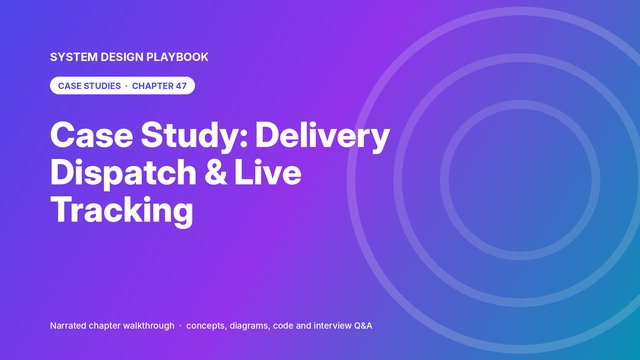 SYSTEM DESIGN PLAYBOOK
CASE STUDIES · CHAPTER 47
Case Study: Delivery
Dispatch & Live
Tracking
Narrated chapter walkthrough · concepts, diagrams, code and interview Q&A